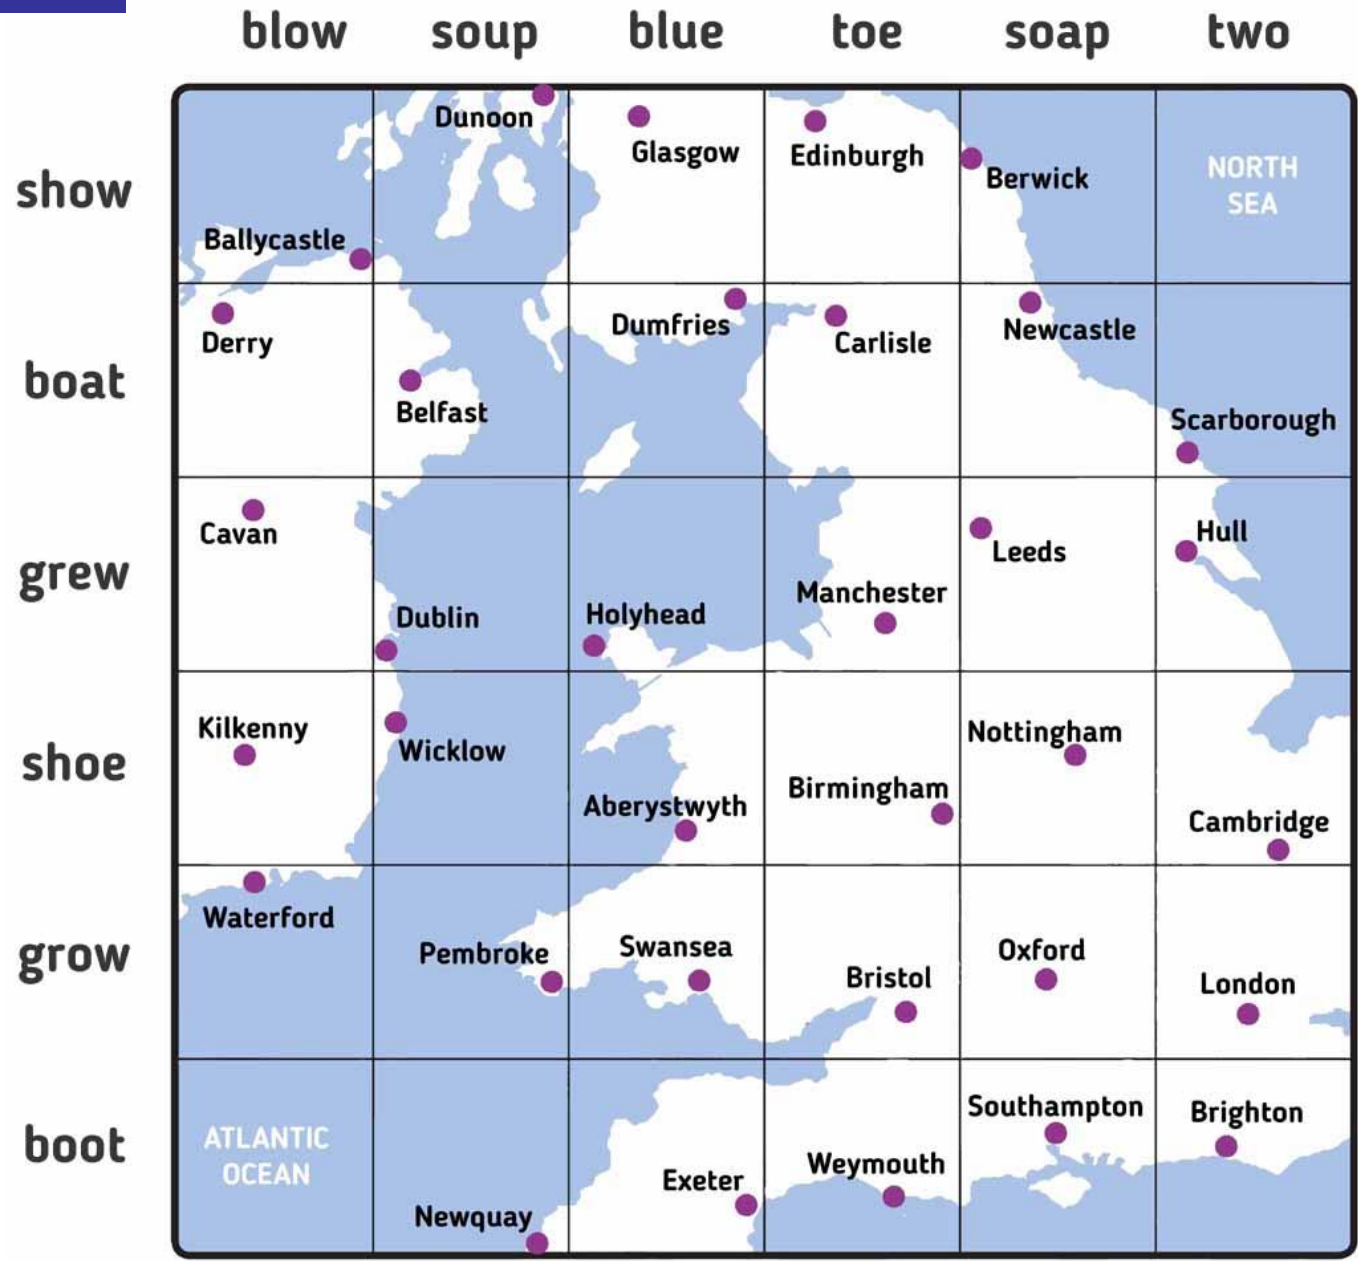 blow soup blue toe soap two
show
Dunoon
Glasgow
Edinburgh
Berwick
NORTH
SEA
Ballycastle
boat
Derry
Belfast
Dumfries
Carlisle
Newcastle
Scarborough
grew
Cavan
Dublin
Holyhead
Manchester
Leeds
Hull
shoe
Kilkenny
Wicklow
Aberystwyth
Birmingham
Nottingham
Cambridge
grow
Waterford
Pembroke
Swansea
Bristol
Oxford
London
boot
ATLANTIC
OCEAN
Newquay
Exeter
Weymouth
Southampton
Brighton